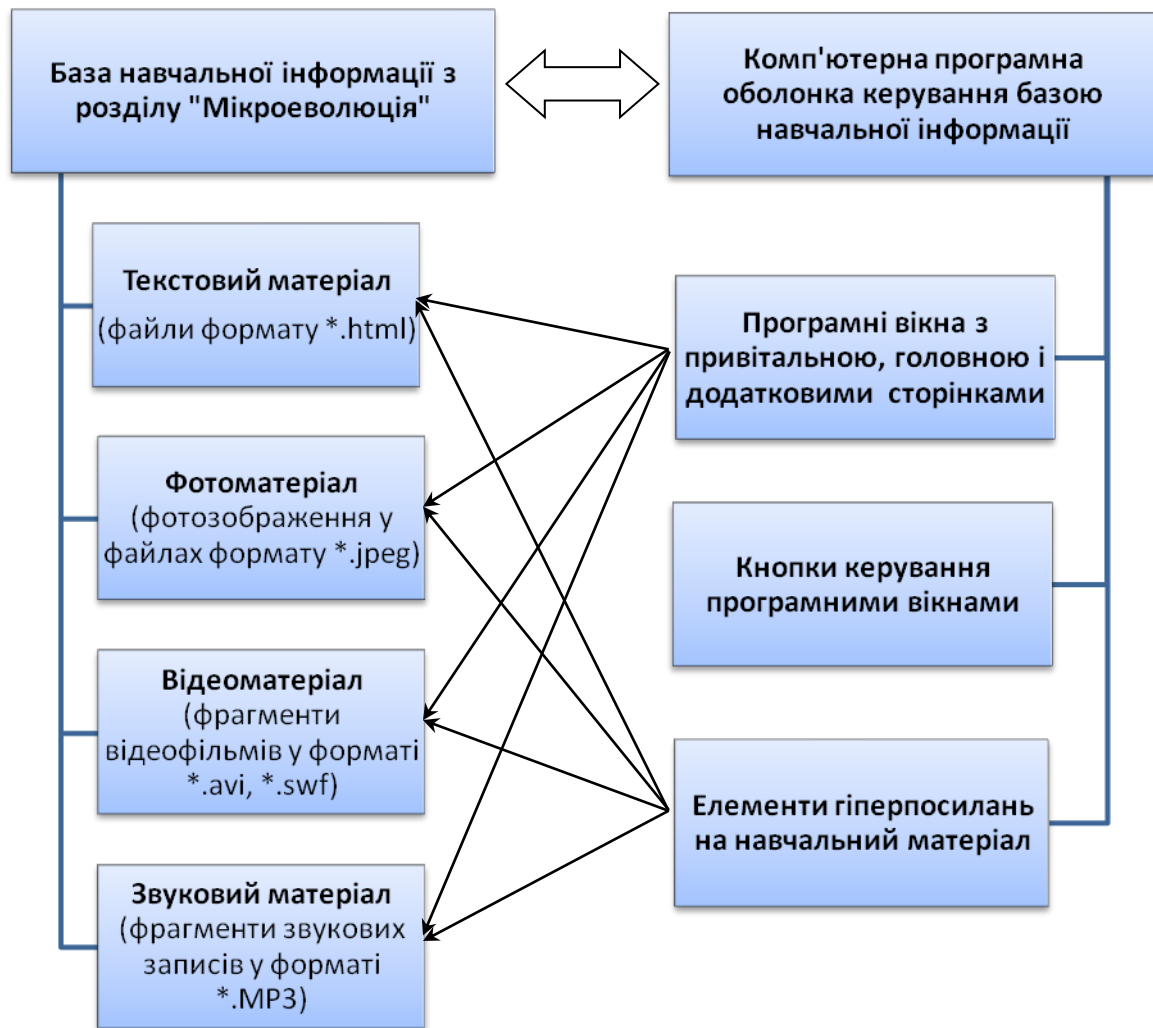 База навчальної інформації з
розділу "Мікроеволюція"
Комп'ютерна програмна
оболонка керування базою
навчальної інформації
Текстовий матеріал
(файли формату *.html)
Фотоматеріал
(фотозображення у
файлах формату *.jpeg)
Відеоматеріал
(фрагменти
відеофільмів у форматі
*.avi, *.swf)
Звуковий матеріал
(фрагменти звукових
записів у форматі
*.MP3)
Програмні вікна з
привітальною, головною і
додатковими сторінками
Кнопки керування
програмними вікнами
Елементи гіперпосилань
на навчальний матеріал